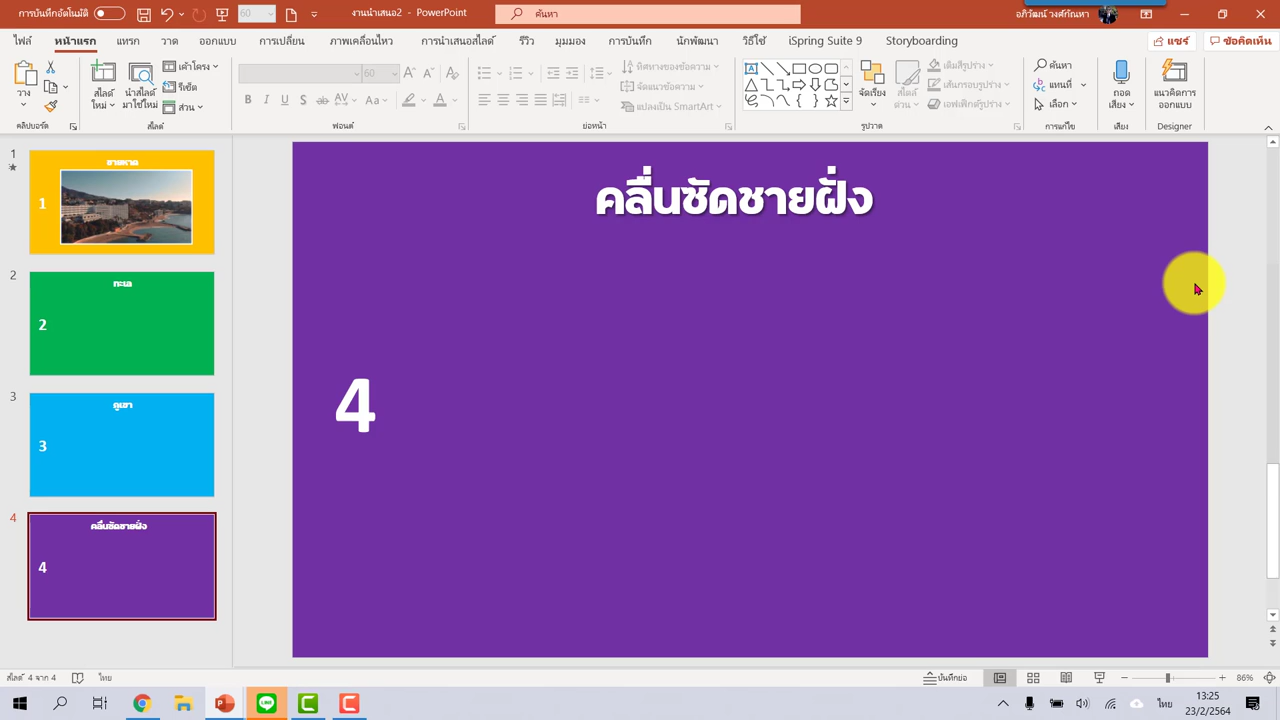 การบันทึกอัตโนมัติ
60
งานนำเสนอ2 - PowerPoint
ค้นหา
อภิวัฒน์ วงศ์กัณหา
ไฟล์ หน้าแรก แทรก วาด ออกแบบ การเปลี่ยน ภาพเคลื่อนไหว การนำเสนอสไลด์ รีวิว มุมมอง การบันทึก นักพัฒนา วิธีใช้ iSpring Suite 9 Storyboarding แชร์ ข้อคิดเห็น
วาง
คลิปบอร์ด
สไลด์ใหม่
นำสไลด์มาใช้ใหม่
เค้าโครง
รีเซ็ต
ส่วน
สไลด์
60
B I U S ab AV Aa A
ฟอนต์
ทิศทางของข้อความ
จัดแนวข้อความ
แปลงเป็น SmartArt
ย่อหน้า
จัดเรียง
สไตล์ด่วน
เติมสีรูปร่าง
เส้นกรอบรูปร่าง
เอฟเฟ็กต์รูปร่าง
รูปวาด
ค้นหา
แทนที่
เลือก
การแก้ไข
ถอดเสียง
เสียง
แนวคิดการออกแบบ
Designer
1
ชายหาด
1
2
ทะเล
2
3
ภูเขา
3
4
คลื่นซัดชายฝั่ง
4
คลื่นซัดชายฝั่ง
4
สไลด์ 4 จาก 4
ไทย
บันทึกย่อ
86%
ไทย
13:25
23/2/2564